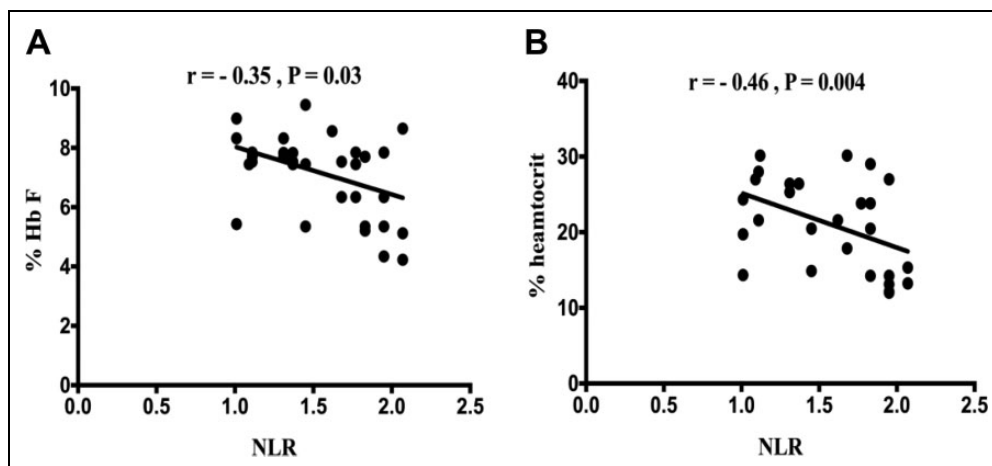 A
r = - 0.35 , P = 0.03
% Hb F
10
8
6
4
2
0
0.0 0.5 1.0 1.5 2.0 2.5
NLR
B
r = - 0.46 , P = 0.004
% heamtocrit
40
30
20
10
0
0.0 0.5 1.0 1.5 2.0 2.5
NLR